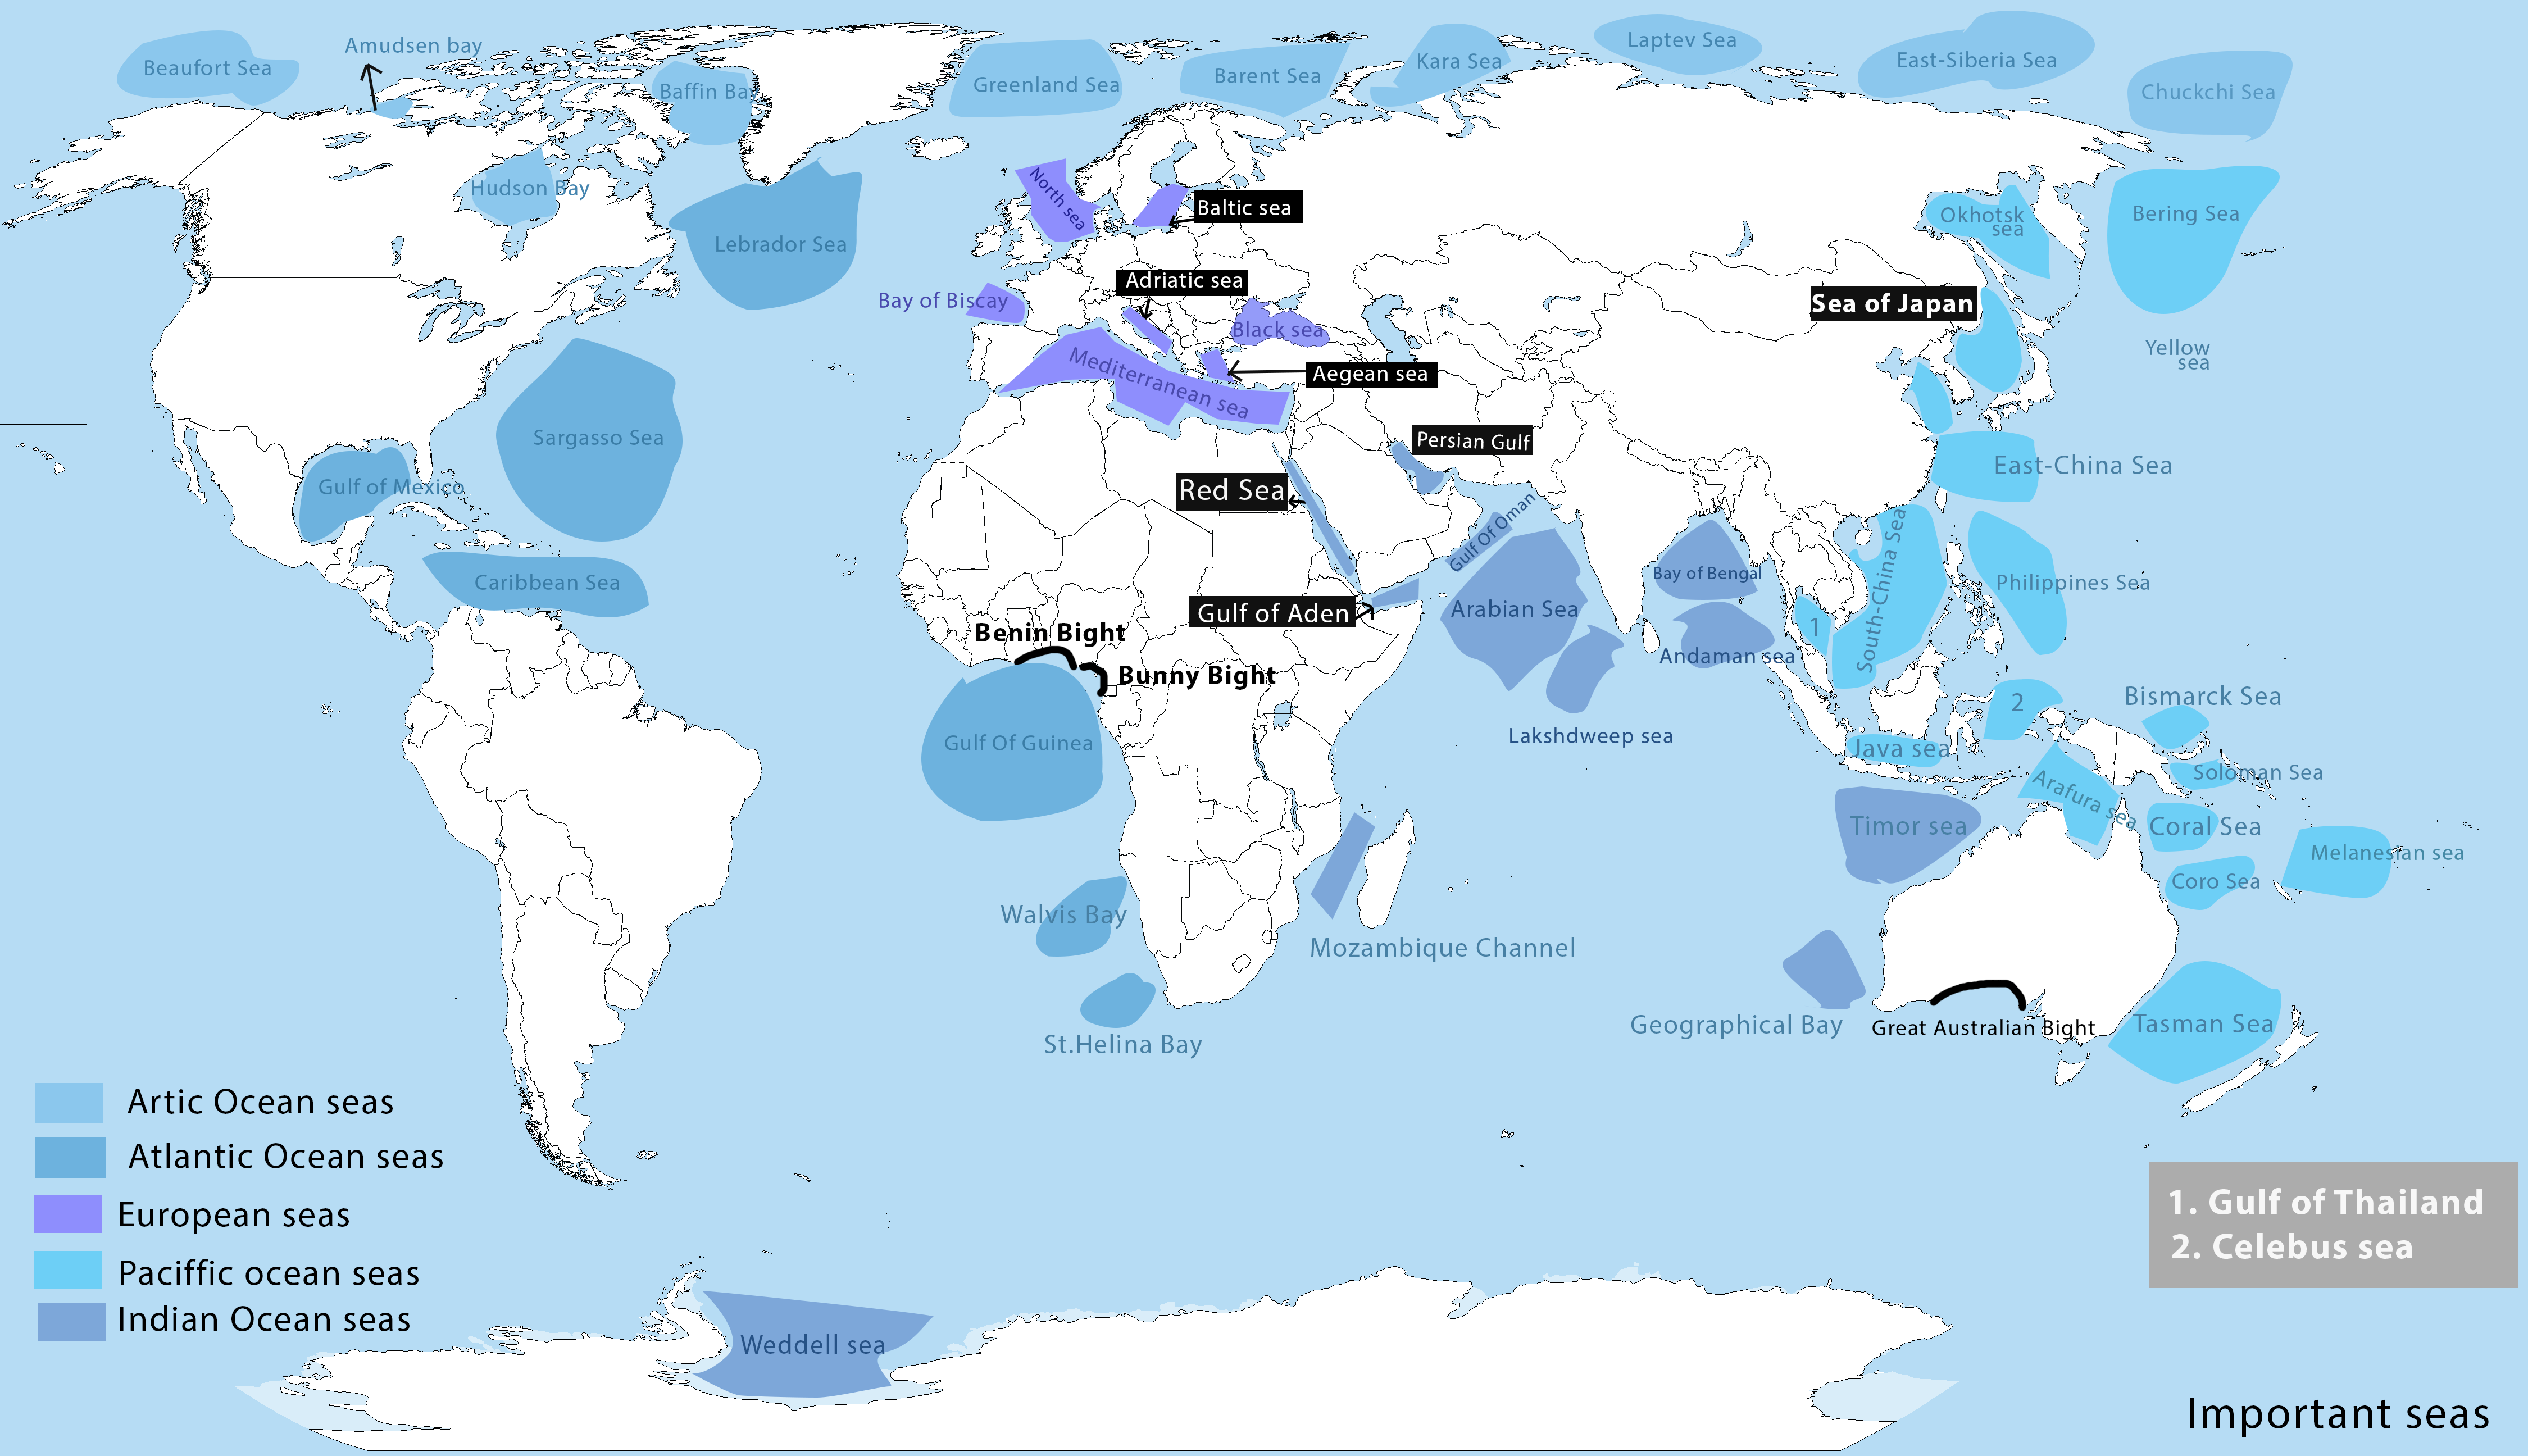 Beaufort Sea
Amudsen bay
Baffin Bay
Greenland Sea
Barent Sea
Kara Sea
Laptev Sea
East-Siberia Sea
Chuckchi Sea
Hudson Bay
Lebrador Sea
North sea
Baltic sea
Okhotsk
sea
Bering Sea
Bay of Biscay
Adriatic sea
Black sea
Sea of Japan
Mediterranean sea
Aegean sea
Yellow
sea
Sargasso Sea
Gulf of Mexico
Persian Gulf
Red Sea
East-China Sea
Gulf Of Oman
South-China Sea
Caribbean Sea
Bay of Bengal
Philippines Sea
Gulf of Aden
Arabian Sea
1
Benin Bight
Bunny Bight
Andaman sea
Lakshdweep sea
2
Bismarck Sea
Gulf Of Guinea
Java sea
Soloman Sea
Arafura sea
Timor sea
Coral Sea
Melanesian sea
Coro Sea
Walvis Bay
Mozambique Channel
St.Helina Bay
Geographical Bay
Great Australian Bight
Tasman Sea
Artic Ocean seas
Atlantic Ocean seas
European seas
Paciffic ocean seas
Indian Ocean seas
1. Gulf of Thailand
2. Celebus sea
Weddell sea
Important seas